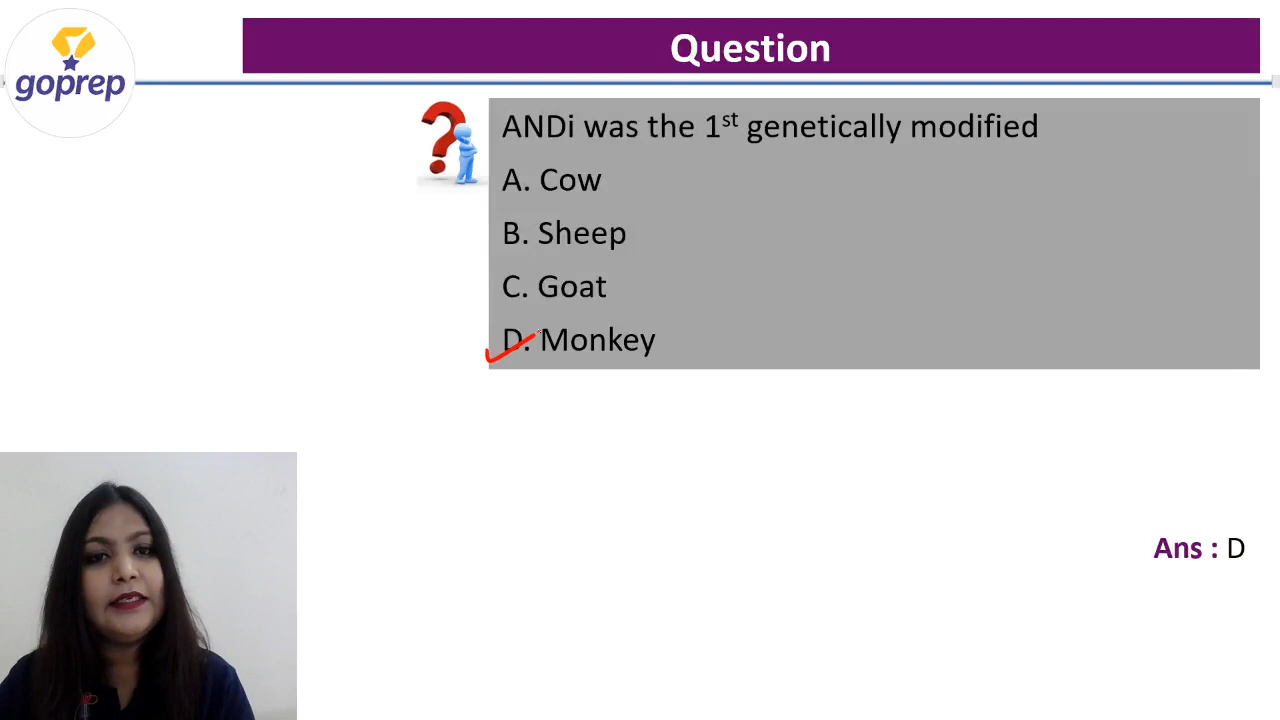 Question
goprep
ANDi was the 1st genetically modified
A. Cow
B. Sheep
C. Goat
D. Monkey
Ans : D